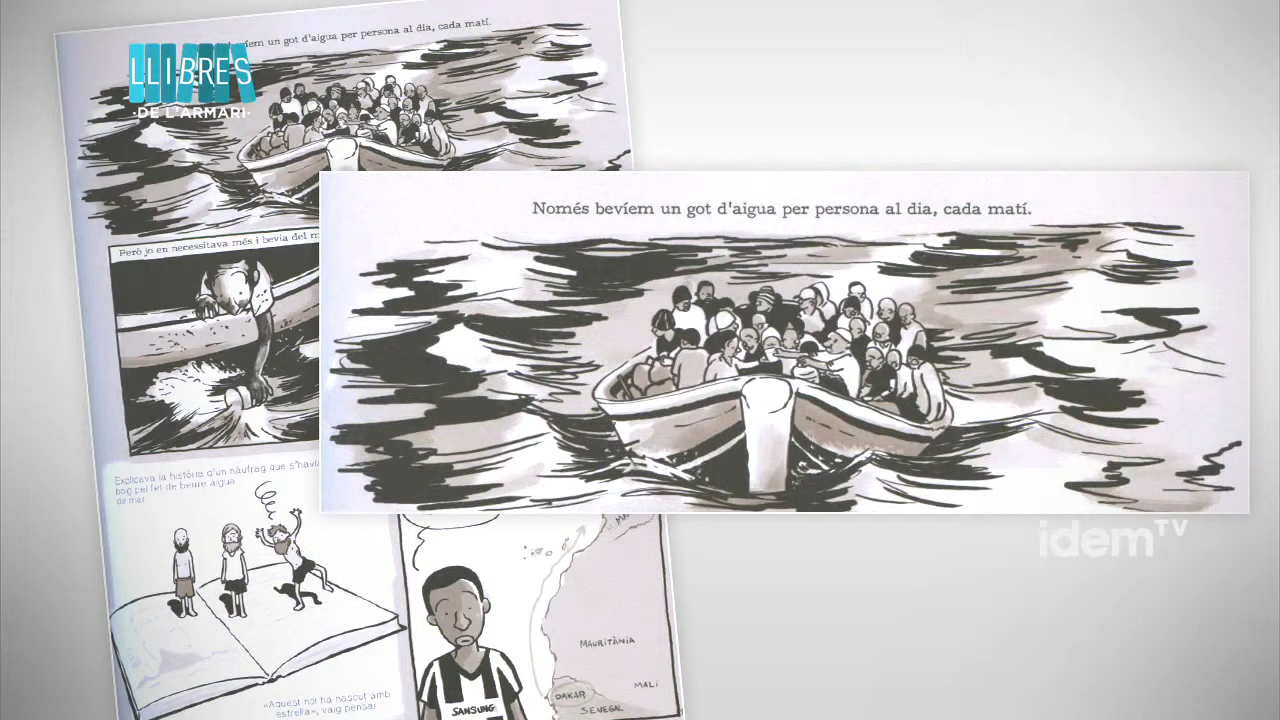 bevíem un got d'aigua per persona al dia, cada matí.
LLIBRES
·DE L'ARMARI·
Només bevíem un got d'aigua per persona al dia, cada matí.
Però jo en necessitava més i bevia del
Explicava la història d'un nàufrag que
boig pel fet de beure aigua
de mar.
idem TV
MAURITÀNIA
MALI
DAKAR
SENEGAL
SANSUNG
«Aquest noi ha nascut amb
estrella», vaig pensar